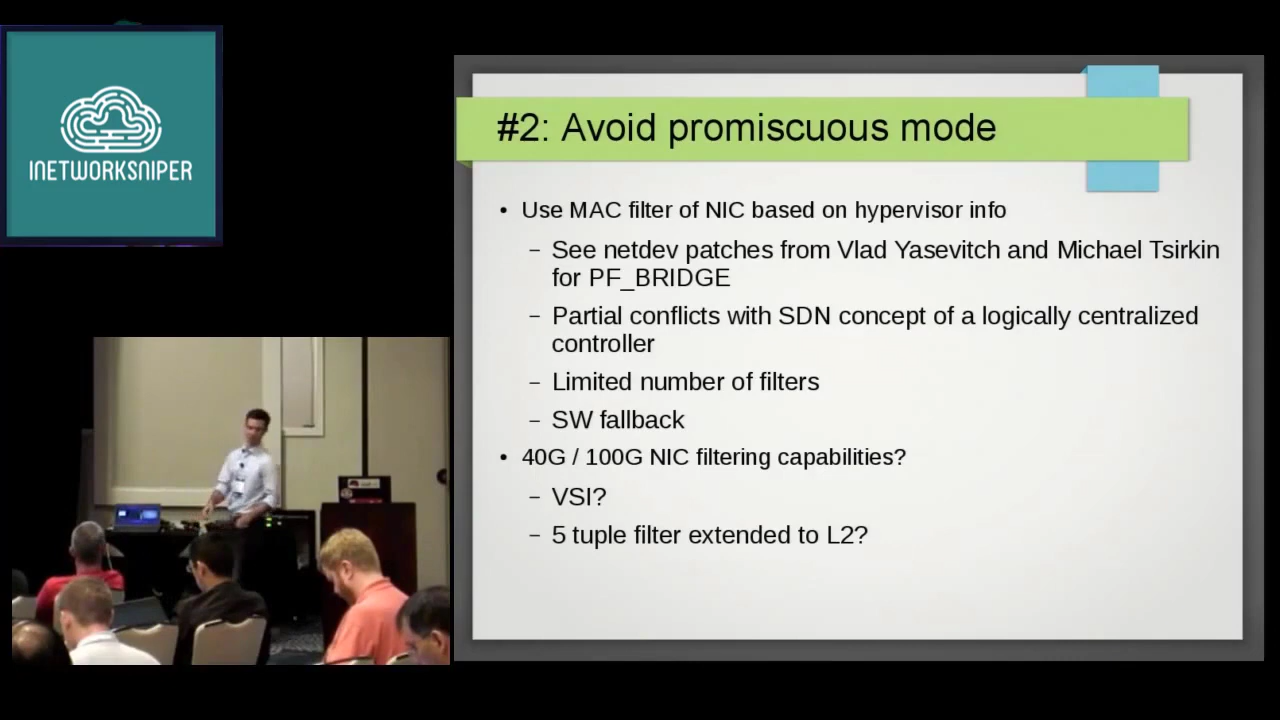 INETWORKSNIPER
#2: Avoid promiscuous mode
• Use MAC filter of NIC based on hypervisor info
– See netdev patches from Vlad Yasevitch and Michael Tsirkin
for PF_BRIDGE
– Partial conflicts with SDN concept of a logically centralized
controller
– Limited number of filters
– SW fallback
• 40G / 100G NIC filtering capabilities?
– VSI?
– 5 tuple filter extended to L2?